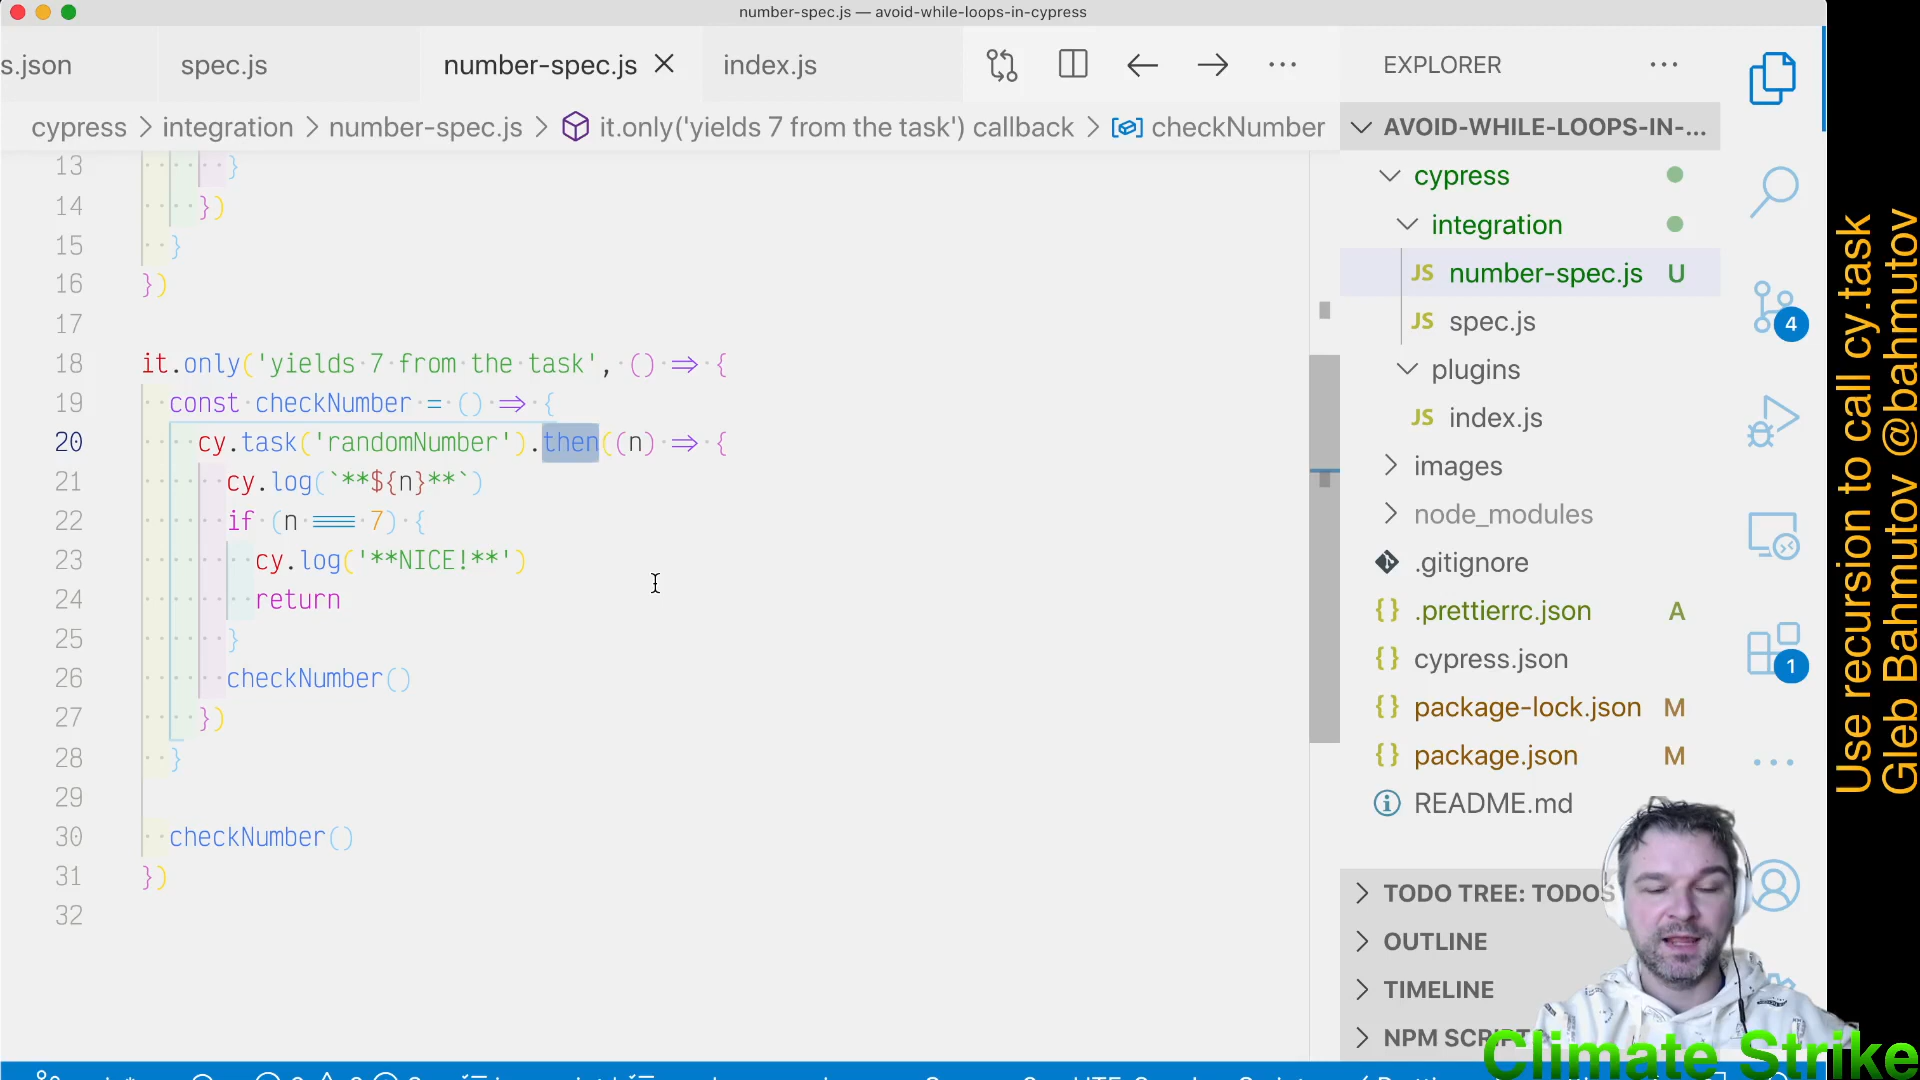 number-spec.js — avoid-while-loops-in-cypress
s.json
spec.js
number-spec.js
index.js
cypress > integration > number-spec.js > it.only('yields 7 from the task') callback > checkNumber
13 }
14 })
15 }
16 })
17
18 it.only('yields 7 from the task', () => {
19 const checkNumber = () => {
20 cy.task('randomNumber').then((n) => {
21 cy.log(`**${n}**`)
22 if (n === 7) {
23 cy.log('**NICE!**')
24 return
25 }
26 checkNumber()
27 })
28 }
29
30 checkNumber()
31 })
32
EXPLORER
AVOID-WHILE-LOOPS-IN-...
cypress
integration
JS number-spec.js U
JS spec.js
plugins
JS index.js
images
node_modules
.gitignore
{} .prettierrc.json A
{} cypress.json
{} package-lock.json M
{} package.json M
README.md
TODO TREE: TODOS
OUTLINE
TIMELINE
NPM SCRIPT
4
1
Use recursion to call cy.task
Gleb Bahmutov @bahmutov
Climate Strike